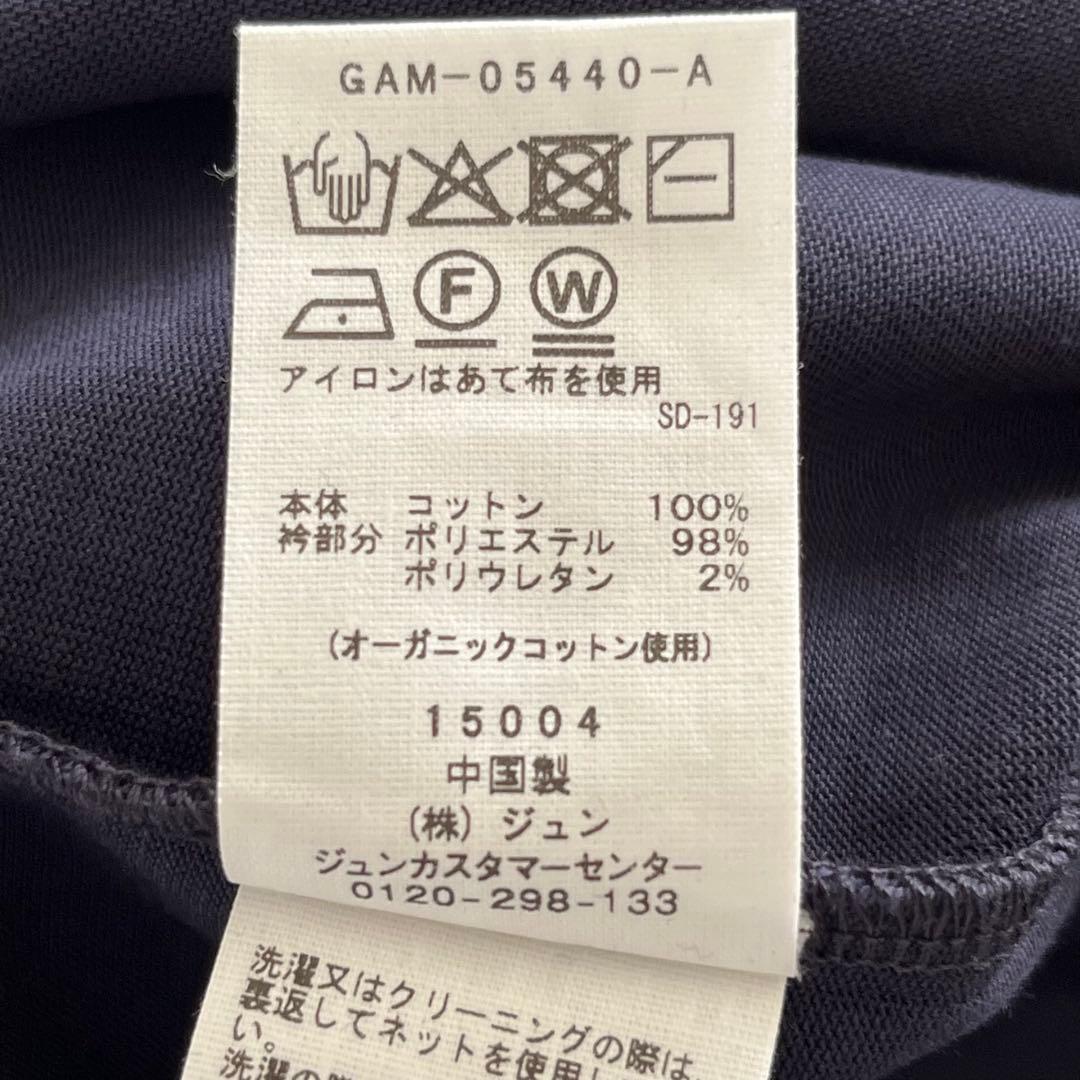 GAM-05440-A
F W
アイロンはあて布を使用
SD-191
本体 コットン 100%
衿部分 ポリエステル 98%
ポリウレタン 2%
(オーガニックコットン使用)
15004
中国製
(株) ジュン
ジュンカスタマーセンター
0120-298-133
洗濯又はクリーニングの際は、
裏返してネットを使用し
い。
洗濯の際